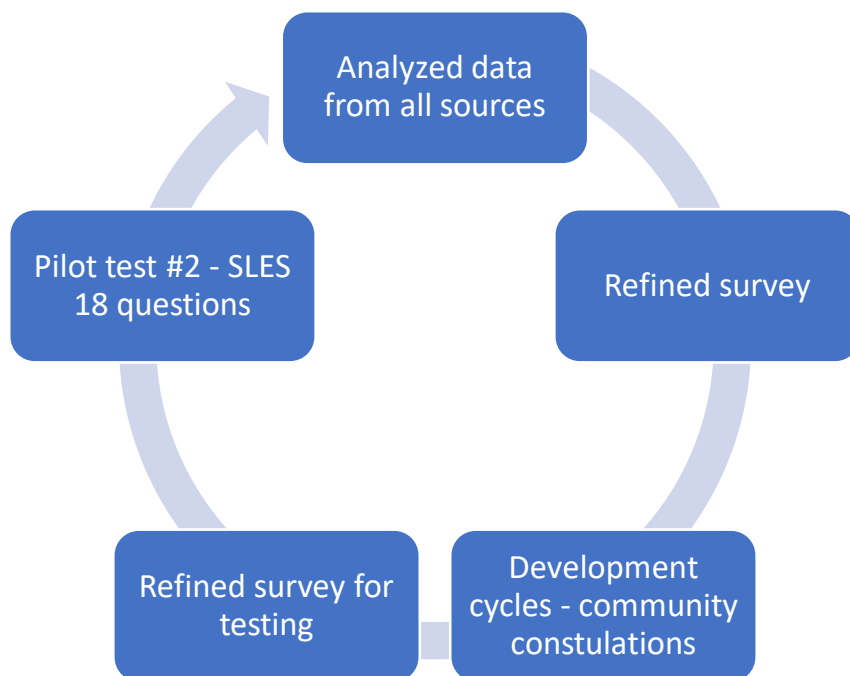 Analyzed data
from all sources
Refined survey
Development
cycles - community
constulations
Refined survey for
testing
Pilot test #2 - SLES
18 questions